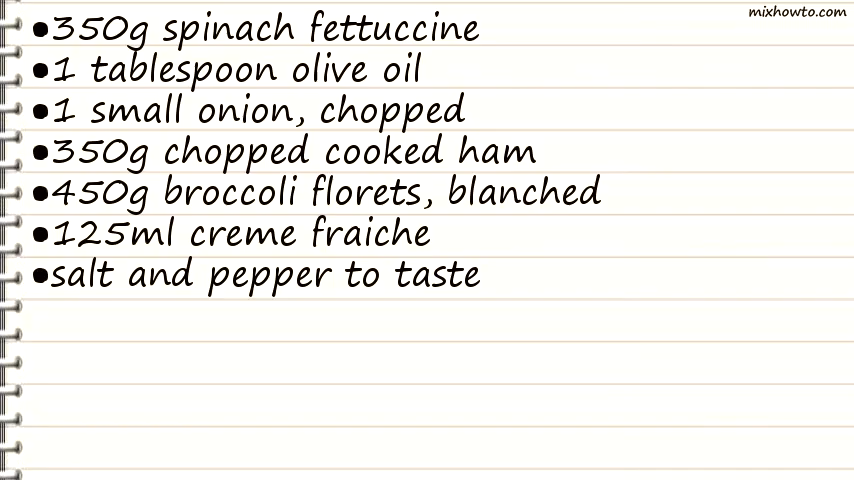 mixhowto.com
•350g spinach fettuccine
•1 tablespoon olive oil
•1 small onion, chopped
•350g chopped cooked ham
•450g broccoli florets, blanched
•125ml creme fraiche
•salt and pepper to taste